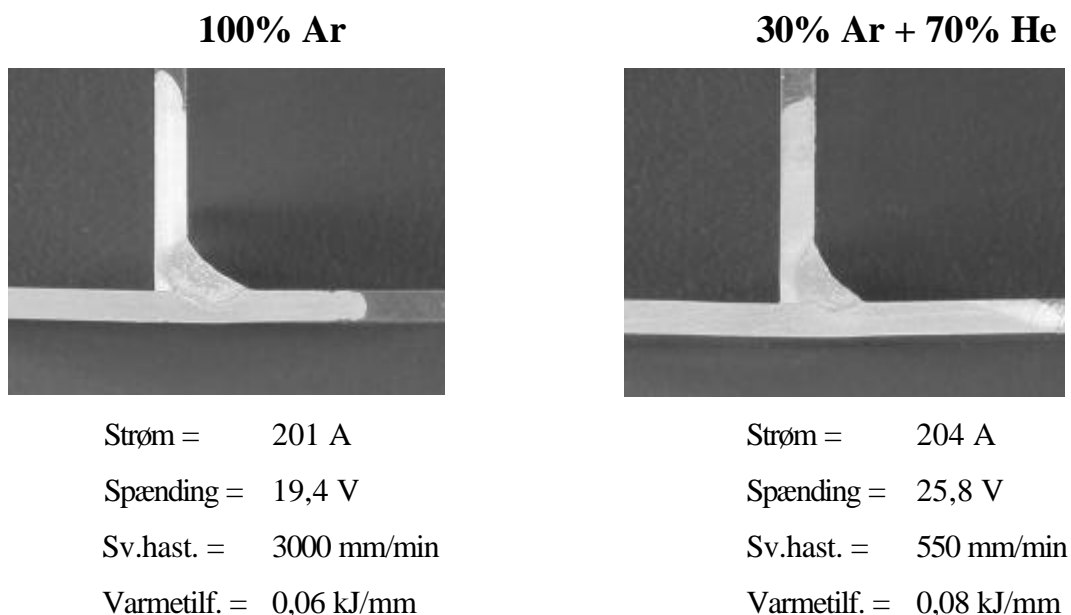 100% Ar
30% Ar + 70% He
Strøm = 201 A
Spænding = 19,4 V
Sv.hast. = 3000 mm/min
Varmetilf. = 0,06 kJ/mm
Strøm = 204 A
Spænding = 25,8 V
Sv.hast. = 550 mm/min
Varmetilf. = 0,08 kJ/mm